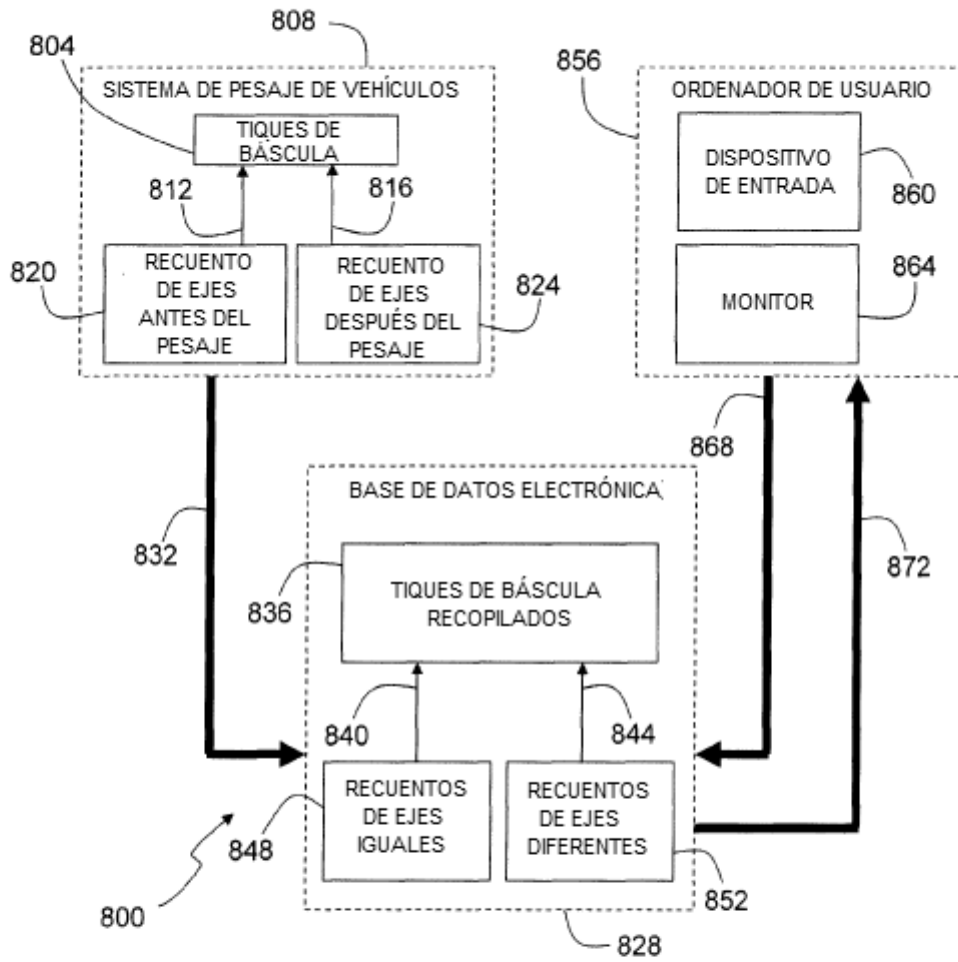 808
804
SISTEMA DE PESAJE DE VEHÍCULOS
TIQUES DE
BÁSCULA
812
816
820
RECUENTO
DE EJES
ANTES DEL
PESAJE
RECUENTO
DE EJES
DESPUÉS DEL
PESAJE
824
856
ORDENADOR DE USUARIO
DISPOSITIVO
DE ENTRADA
860
864
MONITOR
868
832
872
BASE DE DATOS ELECTRÓNICA
836
TIQUES DE BÁSCULA
RECOPILADOS
840
844
RECUENTOS
DE EJES
IGUALES
RECUENTOS
DE EJES
DIFERENTES
848
852
800
828